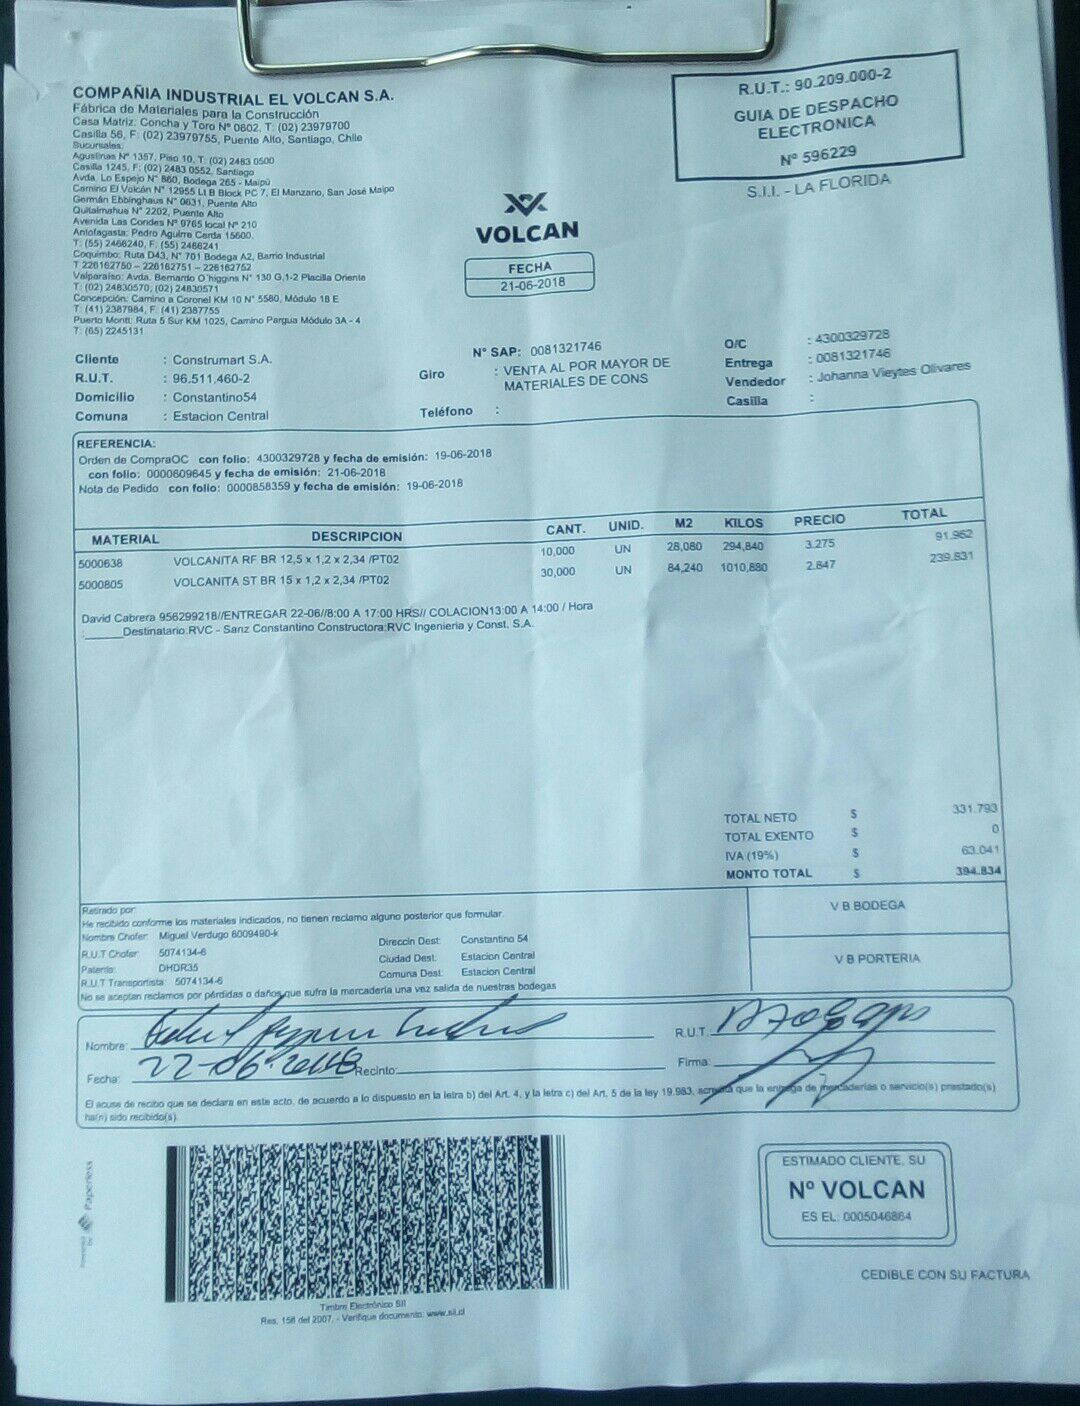 COMPAÑIA INDUSTRIAL EL VOLCAN S.A.
Fábrica de Materiales para la Construcción
Casa Matriz: Concha y Toro Nº 0602, T: (02) 23979700
Casilla 56, F: (02) 23979755, Puente Alto, Santiago, Chile
Sucursales:
Agustinas Nº 1357, Piso 10, T: (02) 2483 0500
Casilla 1245, F: (02) 2483 0552, Santiago
Avda. Lo Espejo Nº 860, Bodega 265 - Maipú
Camino El Volcán Nº 12955 Lt B Block PC 7, El Manzano, San José Maipo
Germán Ebbinghaus Nº 0631, Puente Alto
Quitalmahue Nº 2202, Puente Alto
Avenida Las Condes Nº 9765 local Nº 210
Antofagasta: Pedro Aguirre Cerda 15600.
T: (55) 2466240, F: (55) 2466241
Coquimbo: Ruta D43, Nº 701 Bodega A2, Barrio Industrial
T 226162750 – 226162751 – 226162752
Valparaíso: Avda. Bernardo O´higgins Nº 130 G,1-2 Placilla Oriente
T: (02) 24830570, (02) 24830571
Concepción: Camino a Coronel KM 10 Nº 5580, Módulo 18 E
T: (41) 2387984, F: (41) 2387755
Puerto Montt: Ruta 5 Sur KM 1025, Camino Pargua Módulo 3A - 4
T: (65) 2245131
R.U.T.: 90.209.000-2
GUIA DE DESPACHO
ELECTRONICA
Nº 596229
S.I.I. - LA FLORIDA
VOLCAN
FECHA
21-06-2018
Cliente : Construmart S.A.
R.U.T. : 96.511.460-2
Domicilio : Constantino54
Comuna : Estacion Central
Nº SAP: 0081321746
Giro : VENTA AL POR MAYOR DE
MATERIALES DE CONS
Teléfono :
O/C : 4300329728
Entrega : 0081321746
Vendedor : Johanna Vieytes Olivares
Casilla :
REFERENCIA:
Orden de CompraOC con folio: 4300329728 y fecha de emisión: 19-06-2018
con folio: 0000609645 y fecha de emisión: 21-06-2018
Nota de Pedido con folio: 0000858359 y fecha de emisión: 19-06-2018
MATERIAL DESCRIPCION CANT. UNID. M2 KILOS PRECIO TOTAL
5000638 VOLCANITA RF BR 12,5 x 1,2 x 2,34 /PT02 10,000 UN 28,080 294,840 3.275 91.962
5000805 VOLCANITA ST BR 15 x 1,2 x 2,34 /PT02 30,000 UN 84,240 1010,880 2.847 239.831
David Cabrera 956299218//ENTREGAR 22-06//8:00 A 17:00 HRS// COLACION13:00 A 14:00 / Hora
:______Destinatario:RVC - Sanz Constantino Constructora:RVC Ingenieria y Const. S.A.
TOTAL NETO $ 331.793
TOTAL EXENTO $ 0
IVA (19%) $ 63.041
MONTO TOTAL $ 394.834
Retirado por:
He recibido conforme los materiales indicados, no tienen reclamo alguno posterior que formular.
Nombre Chofer: Miguel Verdugo 6009490-k
R.U.T Chofer: 5074134-6
Patente: DHDR35
R.U.T Transportista: 5074134-6
No se aceptan reclamos por pérdidas o daños que sufra la mercadería una vez salida de nuestras bodegas
Direccin Dest: Constantino 54
Ciudad Dest: Estacion Central
Comuna Dest: Estacion Central
V B BODEGA
V B PORTERIA
Nombre:
R.U.T.
Fecha: 22-06-2018 Recinto:
Firma:
El acuse de recibo que se declara en este acto, de acuerdo a lo dispuesto en la letra b) del Art. 4, y la letra c) del Art. 5 de la ley 19.983, acredita que la entrega de mercaderías o servicio(s) prestado(s)
ha(n) sido recibido(s).
Powered by Paperless
Timbre Electrónico SII
Res. 156 del 2007. - Verifique documento: www.sii.cl
ESTIMADO CLIENTE, SU
Nº VOLCAN
ES EL: 0005046864
CEDIBLE CON SU FACTURA